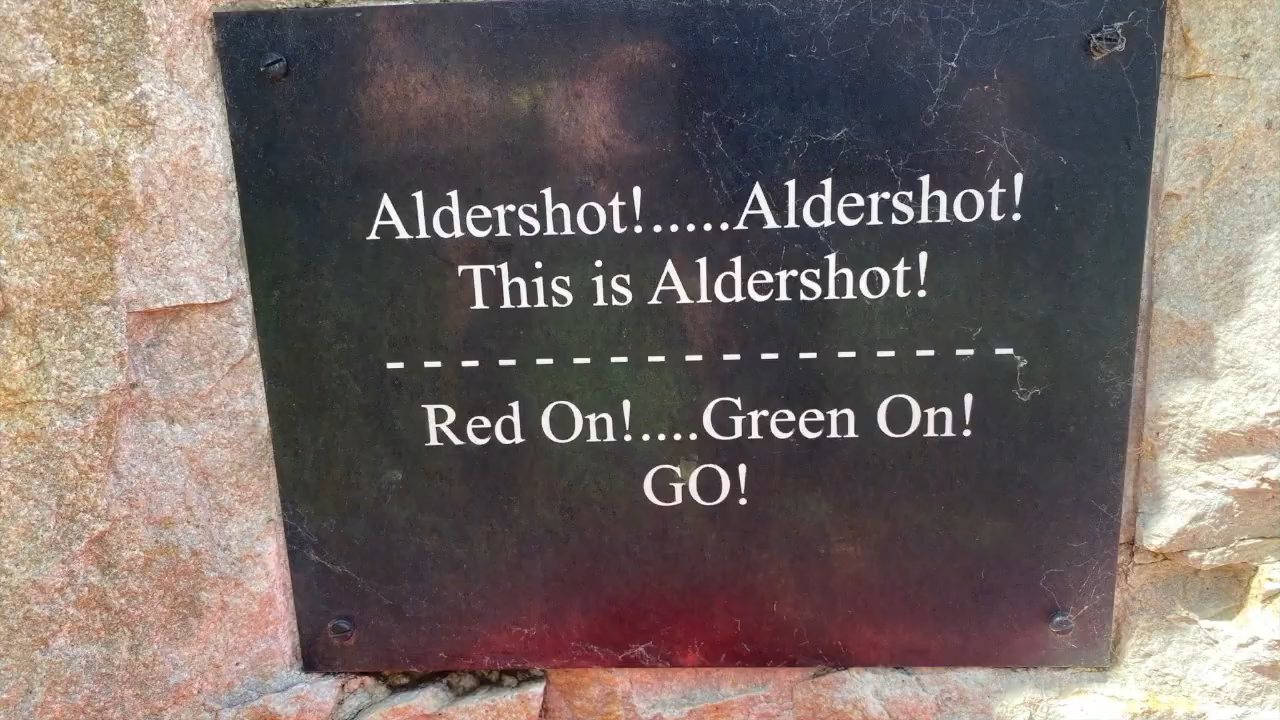 Aldershot!.....Aldershot!
This is Aldershot!
- - - - - - - - - - - - - - - - -
Red On!....Green On!
GO!